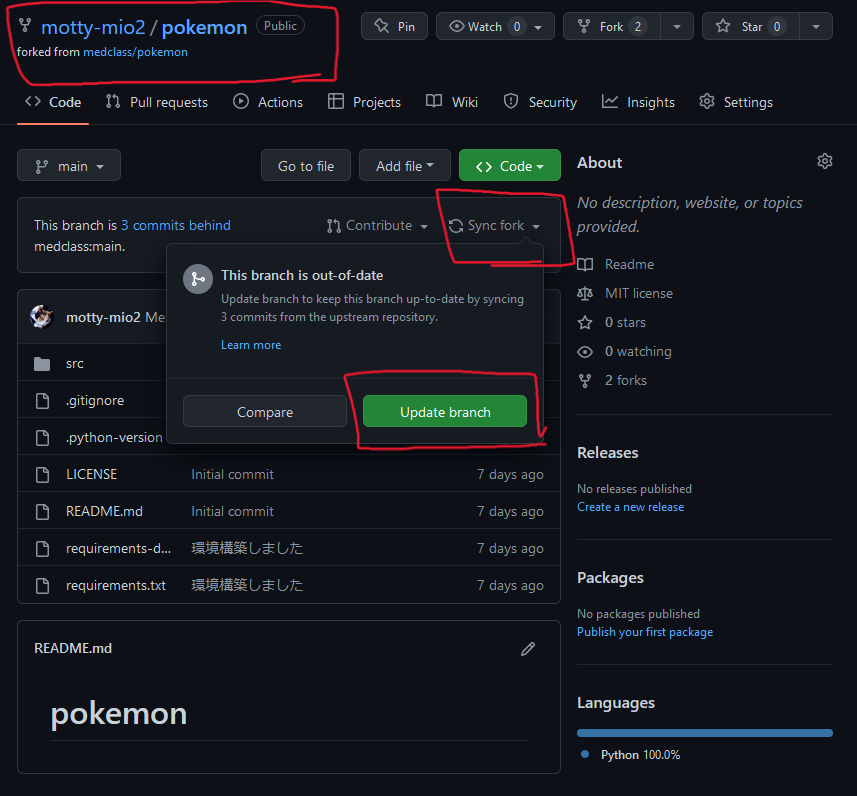 motty-mio2 / pokemon Public
Pin
Watch 0
Fork 2
Star 0
forked from medclass/pokemon
Code
Pull requests
Actions
Projects
Wiki
Security
Insights
Settings
main
Go to file
Add file
Code
This branch is 3 commits behind
medclass:main.
Contribute
Sync fork
This branch is out-of-date
Update branch to keep this branch up-to-date by syncing
3 commits from the upstream repository.
Learn more
Compare
Update branch
motty-mio2 Me
src
.gitignore
.python-version
LICENSE Initial commit 7 days ago
README.md Initial commit 7 days ago
requirements-d... 環境構築しました 7 days ago
requirements.txt 環境構築しました 7 days ago
README.md
pokemon
About
No description, website, or topics
provided.
Readme
MIT license
0 stars
0 watching
2 forks
Releases
No releases published
Create a new release
Packages
No packages published
Publish your first package
Languages
Python 100.0%